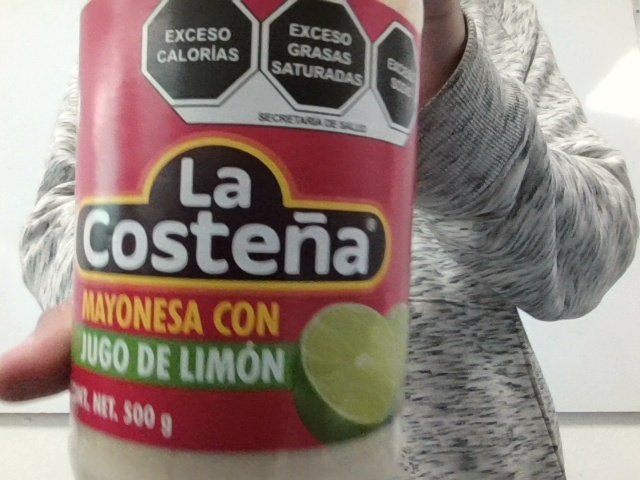 EXCESO
CALORÍAS
EXCESO
GRASAS
SATURADAS
SECRETARÍA DE SALUD
La
Costeña®
MAYONESA CON
JUGO DE LIMÓN
NET. 500 g